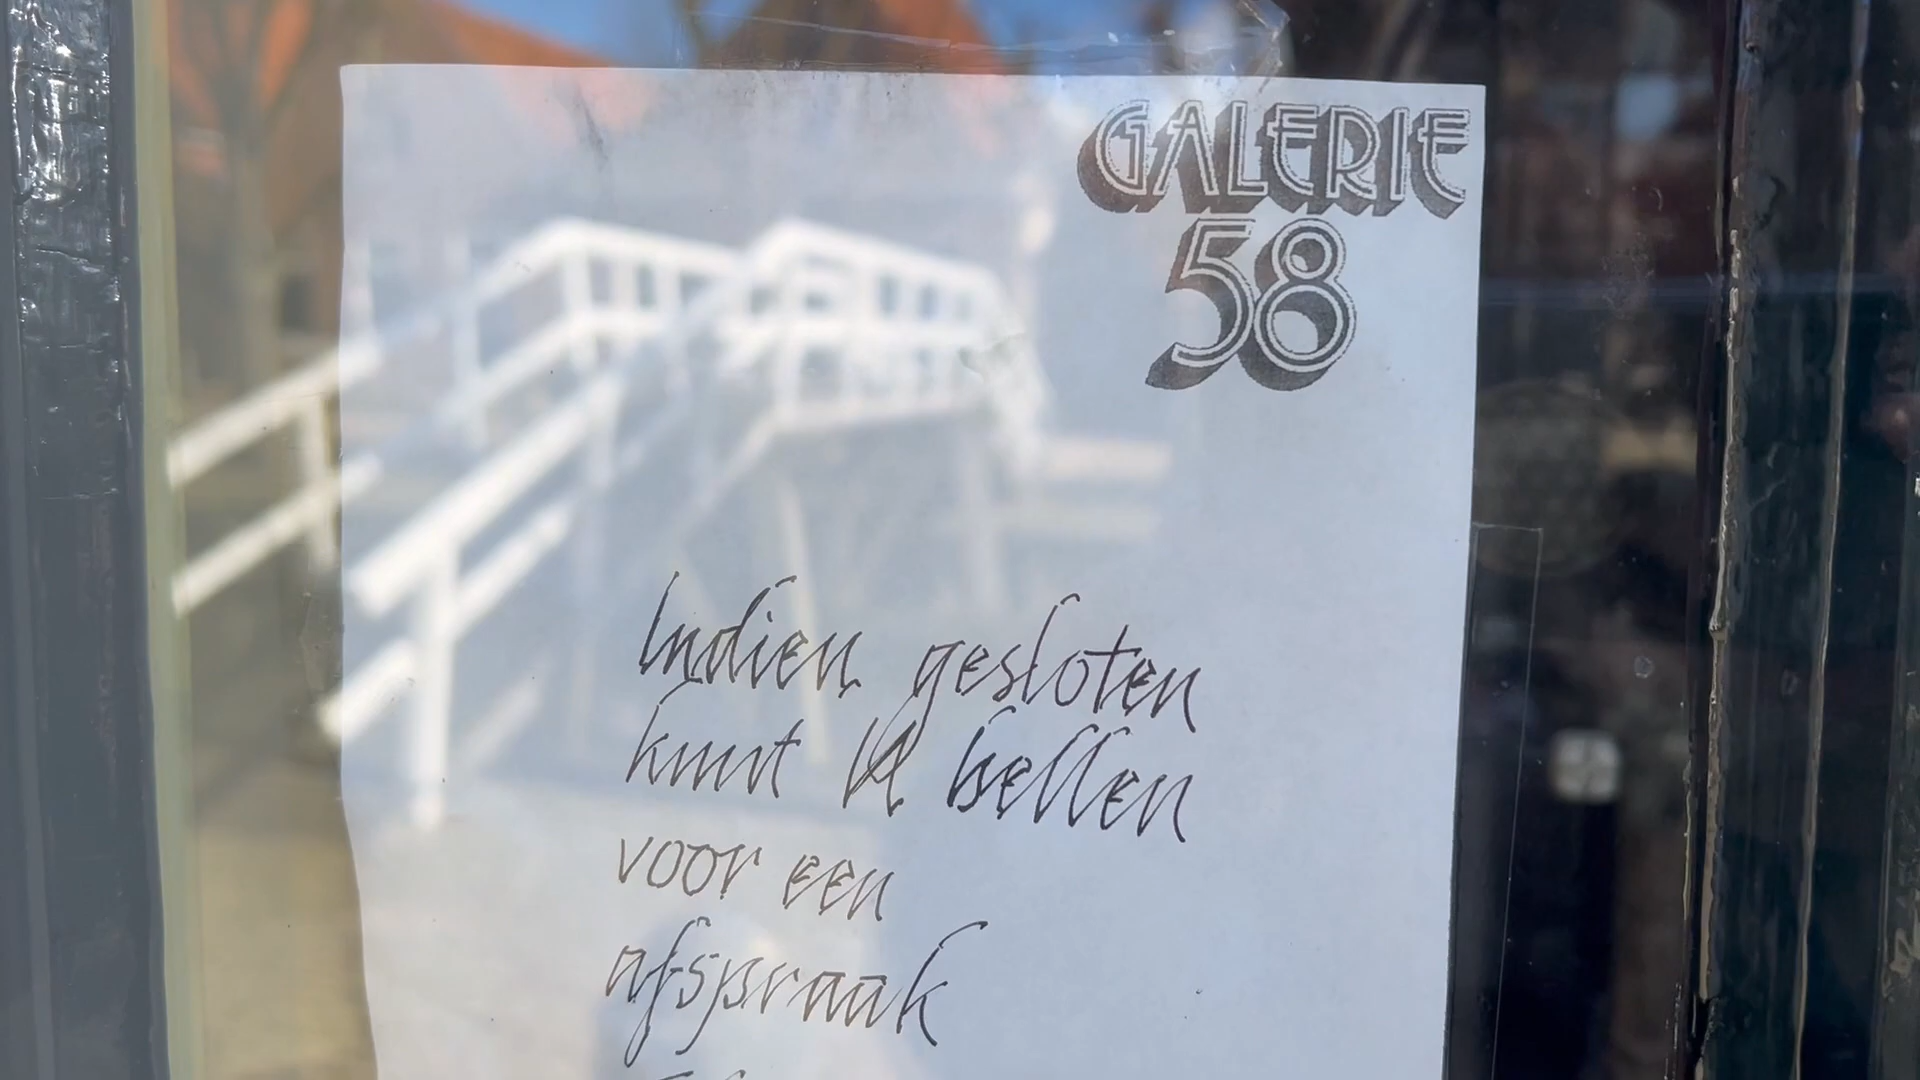 GALERIE
58
Indien gesloten
kunt U bellen
voor een
afspraak